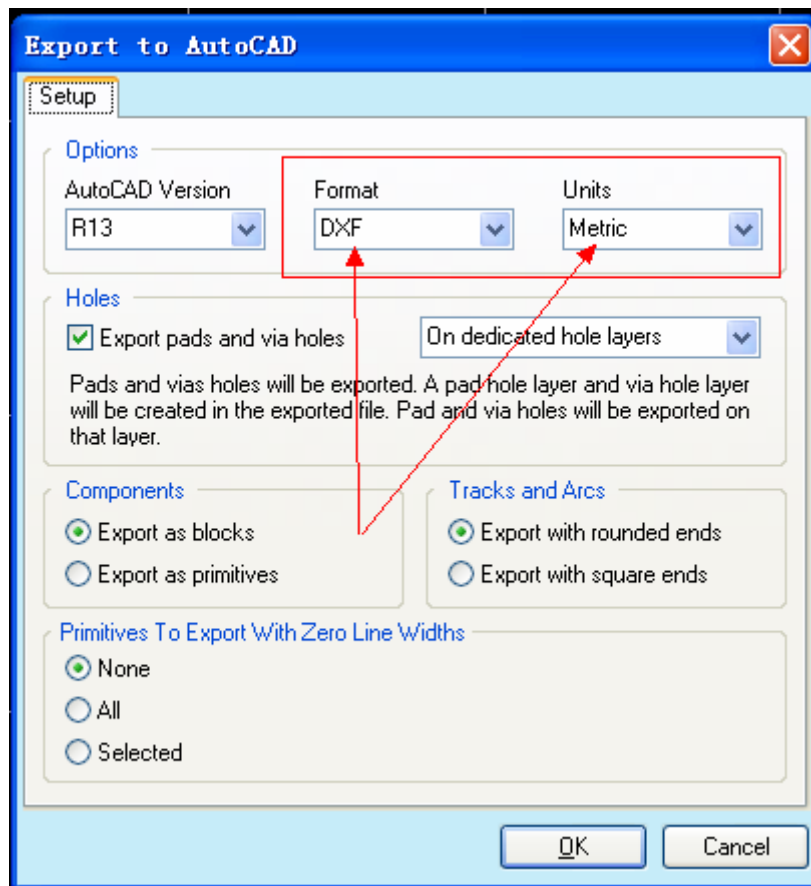 Export to AutoCAD
Setup
Options
AutoCAD Version
Format
Units
R13
DXF
Metric
Holes
Export pads and via holes
On dedicated hole layers
Pads and vias holes will be exported. A pad hole layer and via hole layer
will be created in the exported file. Pad and via holes will be exported on
that layer.
Components
Export as blocks
Export as primitives
Tracks and Arcs
Export with rounded ends
Export with square ends
Primitives To Export With Zero Line Widths
None
All
Selected
OK
Cancel